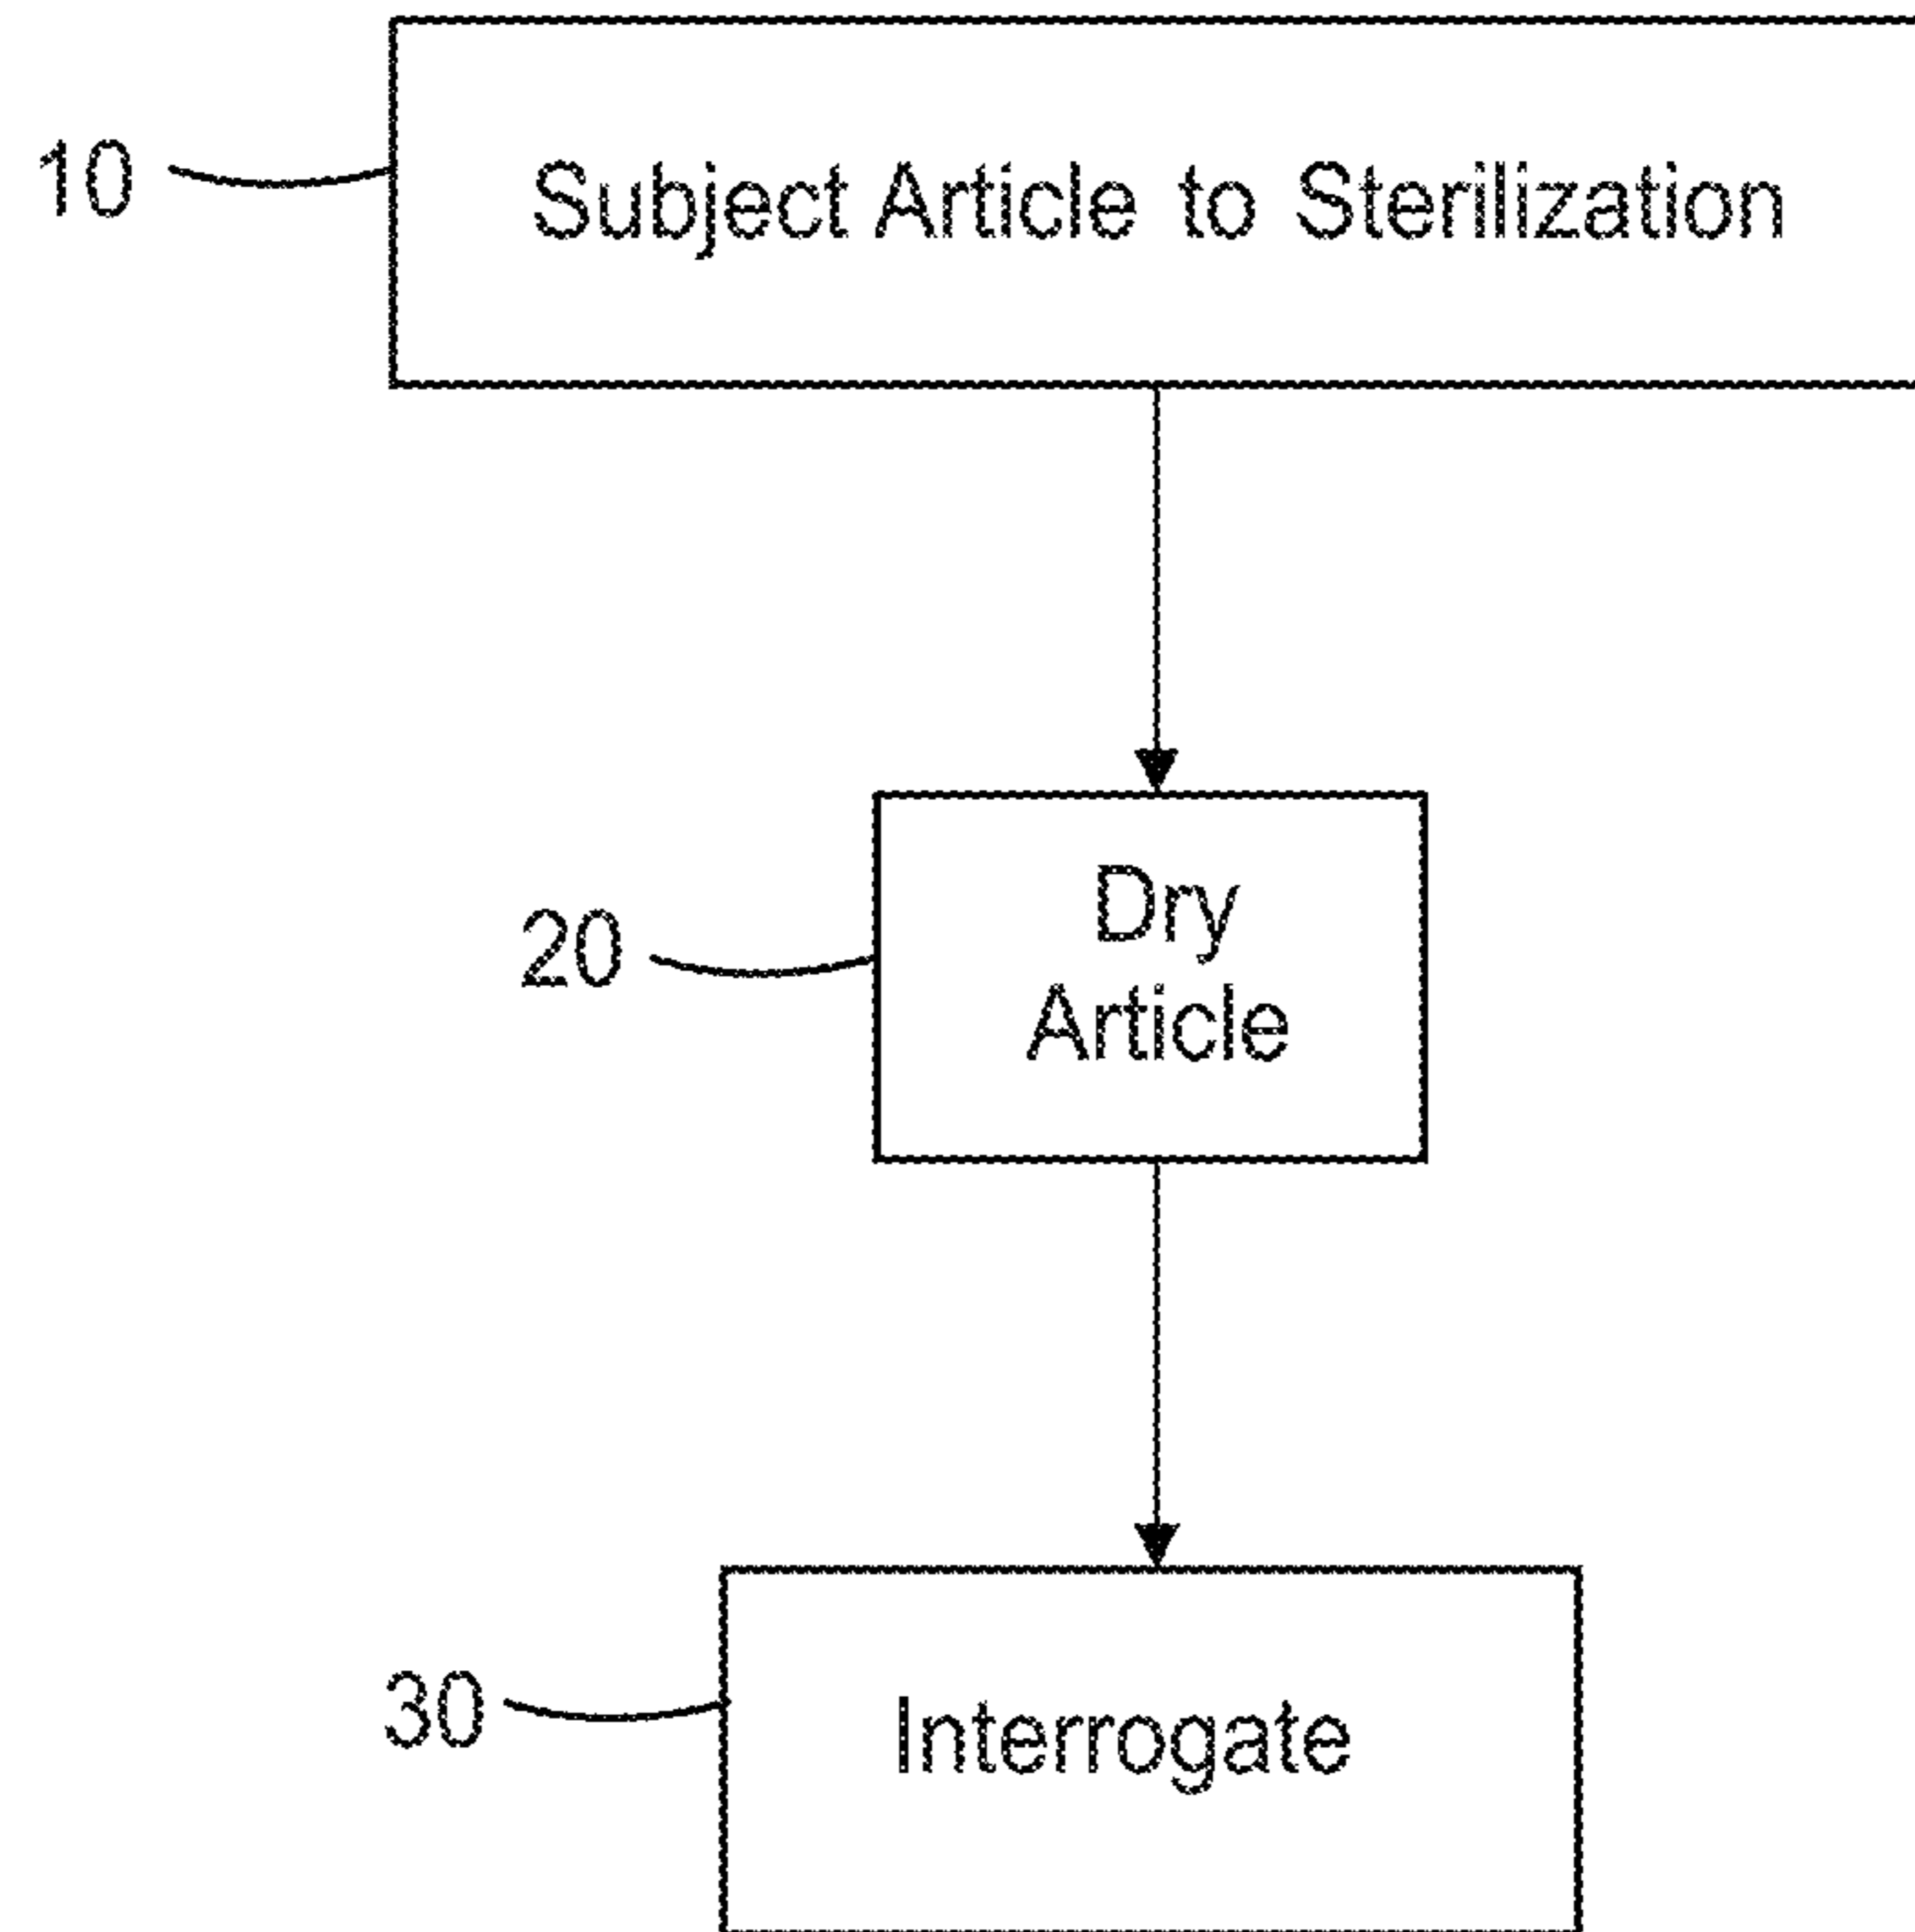 10
Subject Article to Sterilization
20
Dry
Article
30
Interrogate